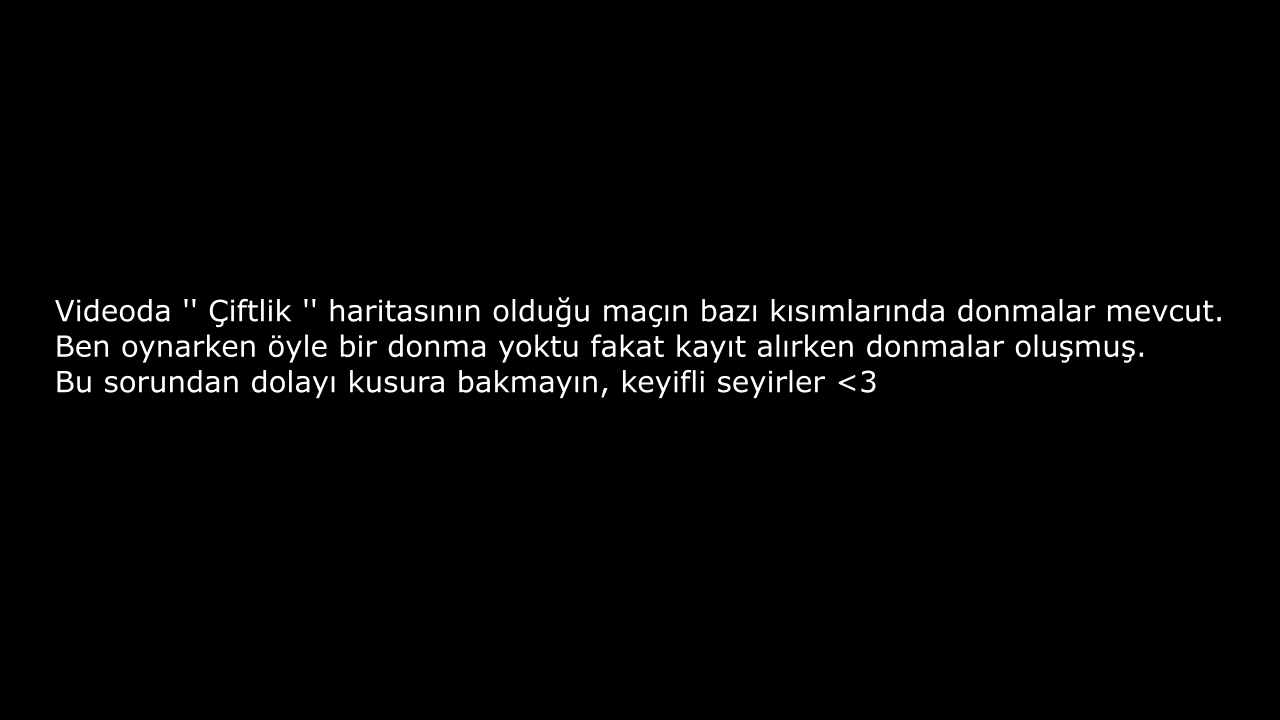 Videoda '' Çiftlik '' haritasının olduğu maçın bazı kısımlarında donmalar mevcut.
Ben oynarken öyle bir donma yoktu fakat kayıt alırken donmalar oluşmuş.
Bu sorundan dolayı kusura bakmayın, keyifli seyirler <3